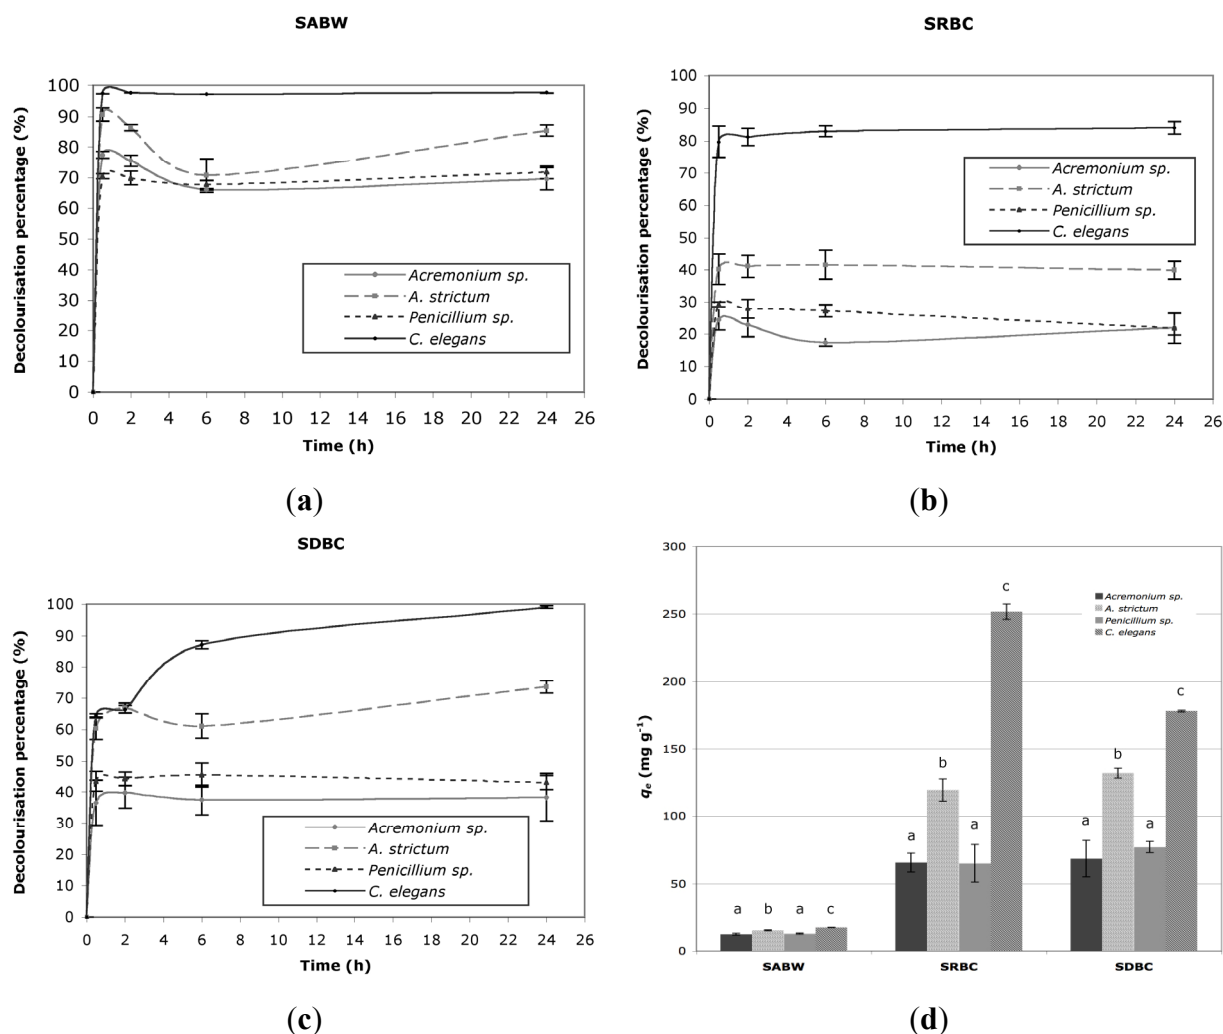 SABW
Decolourisation percentage (%)
100
90
80
70
60
50
40
30
20
10
0
Acremonium sp.
A. strictum
Penicillium sp.
C. elegans
0 2 4 6 8 10 12 14 16 18 20 22 24 26
Time (h)
(a)
SRBC
Decolourisation percentage (%)
100
90
80
70
60
50
40
30
20
10
0
Acremonium sp.
A. strictum
Penicillium sp.
C. elegans
0 2 4 6 8 10 12 14 16 18 20 22 24 26
Time (h)
(b)
SDBC
Decolourisation percentage (%)
100
90
80
70
60
50
40
30
20
10
0
Acremonium sp.
A. strictum
Penicillium sp.
C. elegans
0 2 4 6 8 10 12 14 16 18 20 22 24 26
Time (h)
(c)
qe (mg g-1)
300
250
200
150
100
50
0
Acremonium sp.
A. strictum
Penicillium sp.
C. elegans
a b a c
a b a c
a b a c
SABW SRBC SDBC
(d)